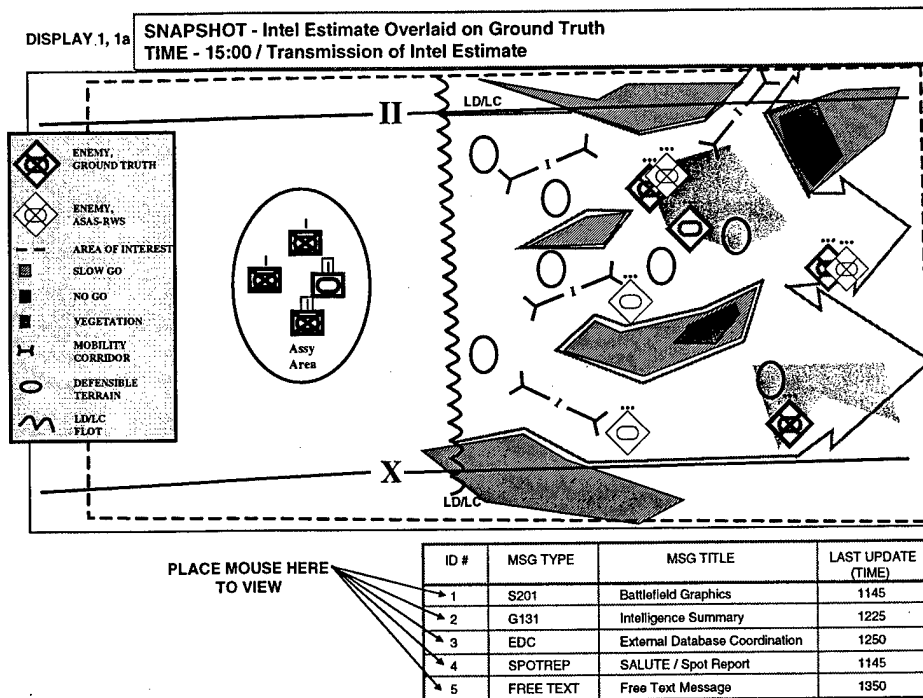 DISPLAY 1, 1a
SNAPSHOT - Intel Estimate Overlaid on Ground Truth
TIME - 15:00 / Transmission of Intel Estimate
II
LD/LC
ENEMY,
GROUND TRUTH
ENEMY,
ASAS-RWS
AREA OF INTEREST
SLOW GO
NO GO
VEGETATION
MOBILITY
CORRIDOR
DEFENSIBLE
TERRAIN
LD/LC
FLOT
I
I
I
I
I
I
Assy
Area
X
LD/LC
PLACE MOUSE HERE
TO VIEW
ID # MSG TYPE MSG TITLE LAST UPDATE
(TIME)
1 S201 Battlefield Graphics 1145
2 G131 Intelligence Summary 1225
3 EDC External Database Coordination 1250
4 SPOTREP SALUTE / Spot Report 1145
5 FREE TEXT Free Text Message 1350